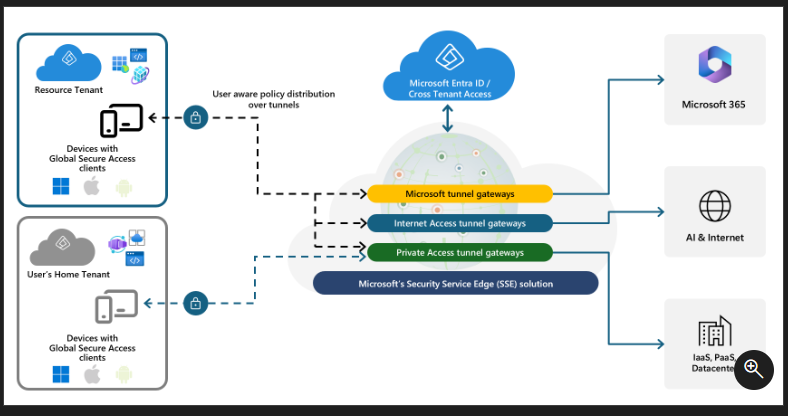 Resource Tenant
Devices with
Global Secure Access
clients
User's Home Tenant
Devices with
Global Secure Access
clients
User aware policy distribution
over tunnels
Microsoft Entra ID /
Cross Tenant Access
Microsoft tunnel gateways
Internet Access tunnel gateways
Private Access tunnel gateways
Microsoft's Security Service Edge (SSE) solution
Microsoft 365
AI & Internet
IaaS, PaaS,